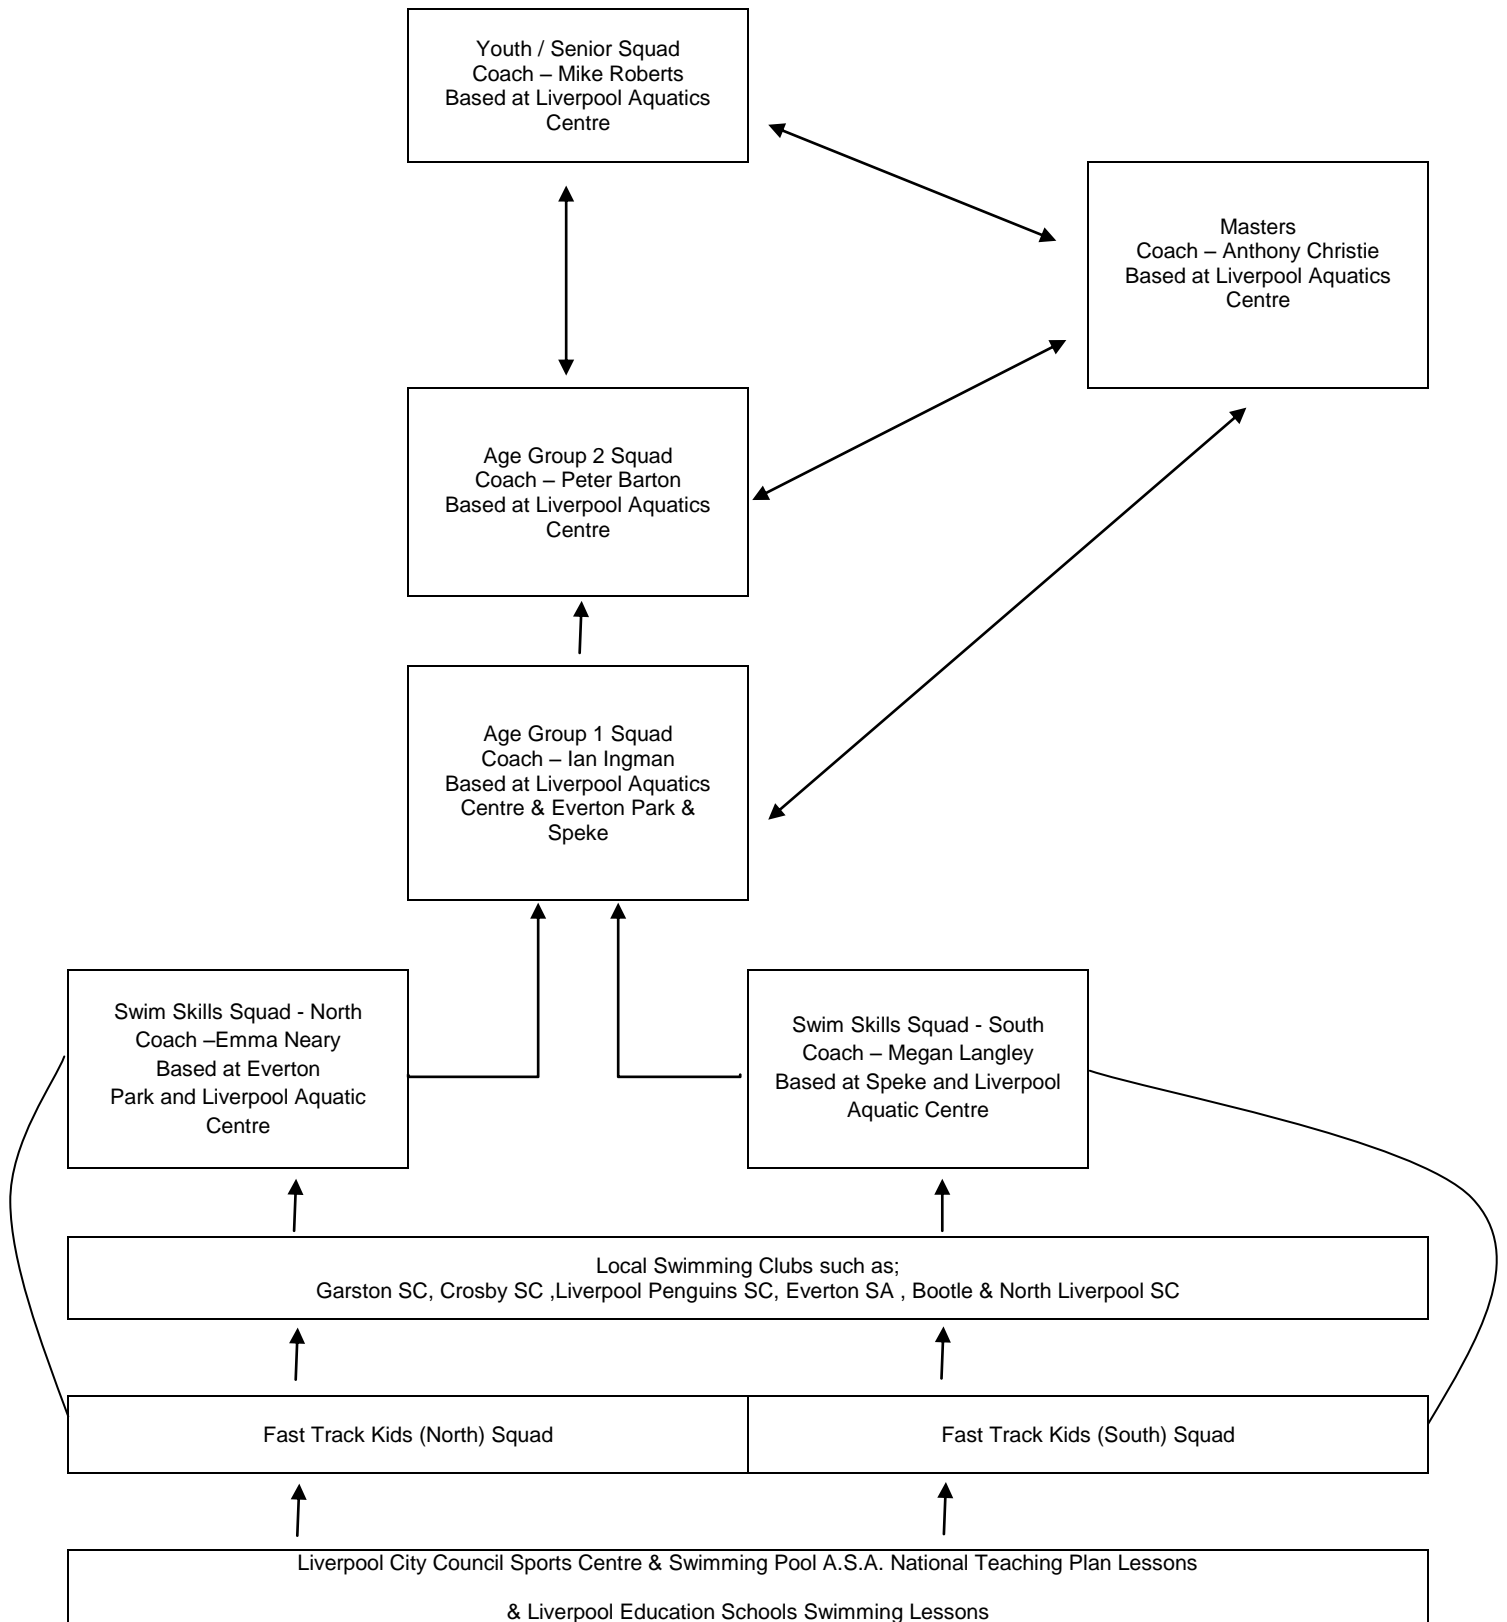 Youth / Senior Squad
Coach – Mike Roberts
Based at Liverpool Aquatics
Centre
Masters
Coach – Anthony Christie
Based at Liverpool Aquatics
Centre
Age Group 2 Squad
Coach – Peter Barton
Based at Liverpool Aquatics
Centre
Age Group 1 Squad
Coach – Ian Ingman
Based at Liverpool Aquatics
Centre & Everton Park &
Speke
Swim Skills Squad - North
Coach –Emma Neary
Based at Everton
Park and Liverpool Aquatic
Centre
Swim Skills Squad - South
Coach – Megan Langley
Based at Speke and Liverpool
Aquatic Centre
Local Swimming Clubs such as;
Garston SC, Crosby SC ,Liverpool Penguins SC, Everton SA , Bootle & North Liverpool SC
Fast Track Kids (North) Squad
Fast Track Kids (South) Squad
Liverpool City Council Sports Centre & Swimming Pool A.S.A. National Teaching Plan Lessons
& Liverpool Education Schools Swimming Lessons